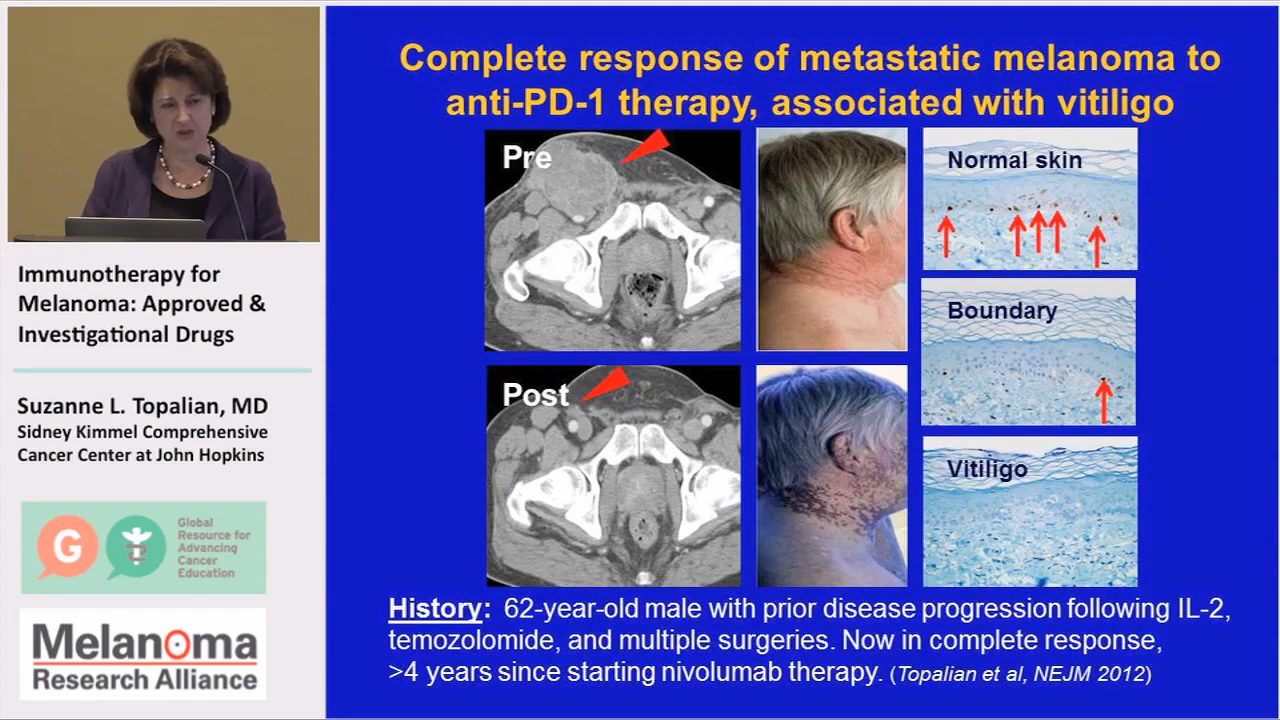 Complete response of metastatic melanoma to
anti-PD-1 therapy, associated with vitiligo
Pre
Post
Normal skin
Boundary
Vitiligo
History: 62-year-old male with prior disease progression following IL-2,
temozolomide, and multiple surgeries. Now in complete response,
>4 years since starting nivolumab therapy. (Topalian et al, NEJM 2012)
Immunotherapy for
Melanoma: Approved &
Investigational Drugs
Suzanne L. Topalian, MD
Sidney Kimmel Comprehensive
Cancer Center at John Hopkins
G
Global
Resource for
Advancing
Cancer
Education
Melanoma
Research Alliance